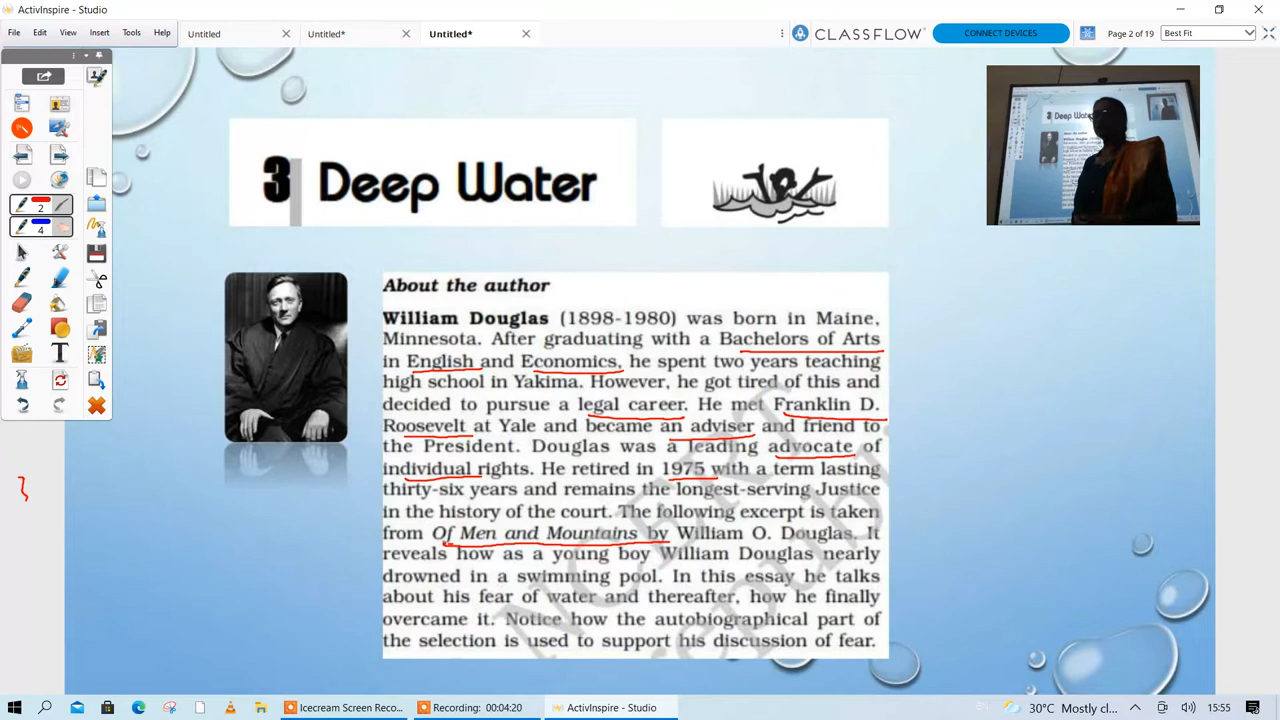 ActivInspire - Studio
File Edit View Insert Tools Help
Untitled
Untitled*
Untitled*
CLASSFLOW
CONNECT DEVICES
Page 2 of 19
Best Fit
2
4
3 Deep Water
About the author
William Douglas (1898-1980) was born in Maine,
Minnesota. After graduating with a Bachelors of Arts
in English and Economics, he spent two years teaching
high school in Yakima. However, he got tired of this and
decided to pursue a legal career. He met Franklin D.
Roosevelt at Yale and became an adviser and friend to
the President. Douglas was a leading advocate of
individual rights. He retired in 1975 with a term lasting
thirty-six years and remains the longest-serving Justice
in the history of the court. The following excerpt is taken
from Of Men and Mountains by William O. Douglas. It
reveals how as a young boy William Douglas nearly
drowned in a swimming pool. In this essay he talks
about his fear of water and thereafter, how he finally
overcame it. Notice how the autobiographical part of
the selection is used to support his discussion of fear.
NCERT
republi
Icecream Screen Reco...
Recording: 00:04:20
ActivInspire - Studio
30°C Mostly cl...
15:55